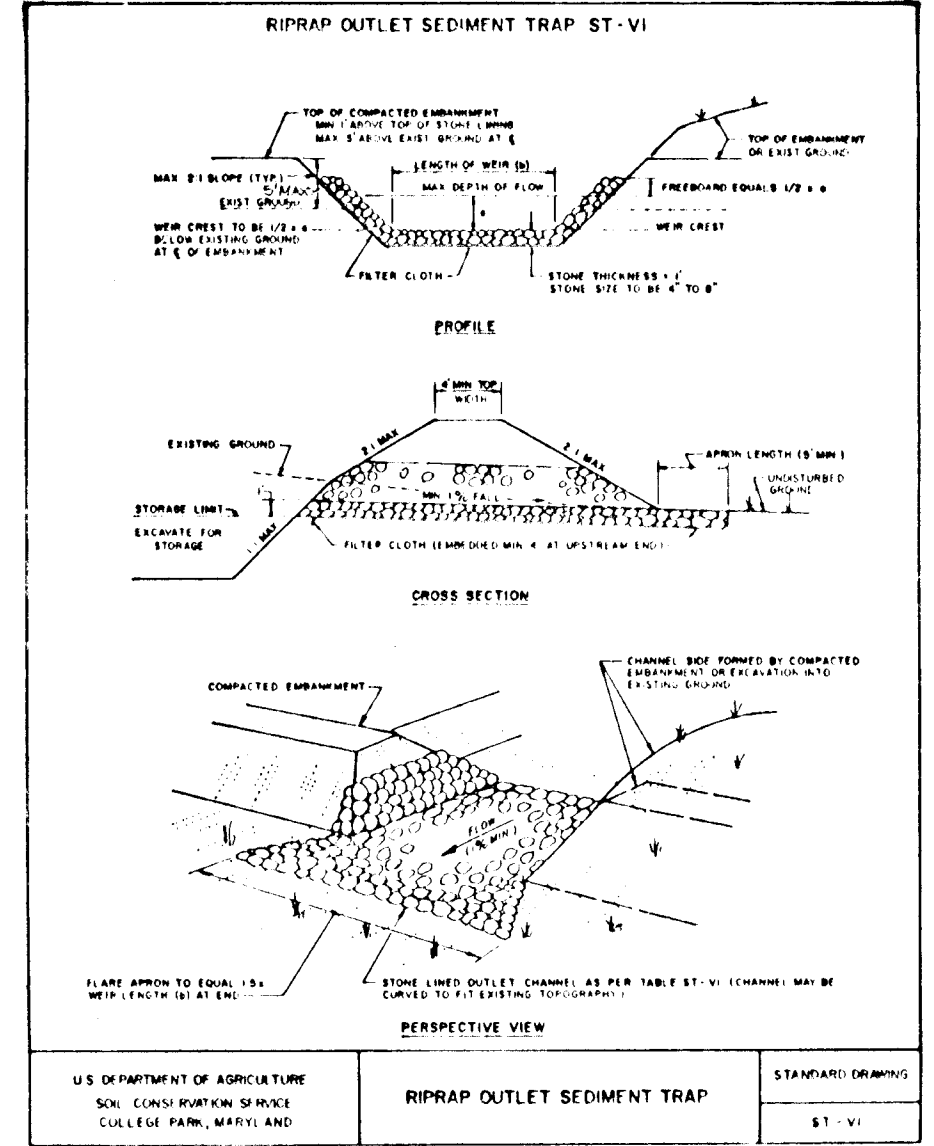 RIPRAP OUTLET SEDIMENT TRAP ST-VI
TOP OF COMPACTED EMBANKMENT
MIN 1' ABOVE TOP OF STONE LINING
MAX 5' ABOVE EXIST GROUND AT ℄
TOP OF EMBANKMENT
OR EXIST GROUND
LENGTH OF WEIR (b)
MAX 2:1 SLOPE (TYP.)
5' MAX
EXIST GROUND
MAX DEPTH OF FLOW
FREEBOARD EQUALS 1/2 x a
a
WEIR CREST TO BE 1/2 x a
BELOW EXISTING GROUND
AT ℄ OF EMBANKMENT
WEIR CREST
FILTER CLOTH
STONE THICKNESS = 1'
STONE SIZE TO BE 4" TO 8"
PROFILE
4' MIN TOP
WIDTH
EXISTING GROUND
2:1 MAX
2:1 MAX
APRON LENGTH (5' MIN)
UNDISTURBED
GROUND
1'
MIN 1% FALL
STORAGE LIMIT
EXCAVATE FOR
STORAGE
1:1 MAX
FILTER CLOTH (EMBEDDED MIN 4" AT UPSTREAM END)
CROSS SECTION
COMPACTED EMBANKMENT
CHANNEL SIDE FORMED BY COMPACTED
EMBANKMENT OR EXCAVATION INTO
EXISTING GROUND
FLOW
(1% MIN)
FLARE APRON TO EQUAL 1.5 x
WEIR LENGTH (b) AT END
STONE LINED OUTLET CHANNEL AS PER TABLE ST-VI (CHANNEL MAY BE
CURVED TO FIT EXISTING TOPOGRAPHY)
PERSPECTIVE VIEW
U.S DEPARTMENT OF AGRICULTURE
SOIL CONSERVATION SERVICE
COLLEGE PARK, MARYLAND
RIPRAP OUTLET SEDIMENT TRAP
STANDARD DRAWING
ST - VI